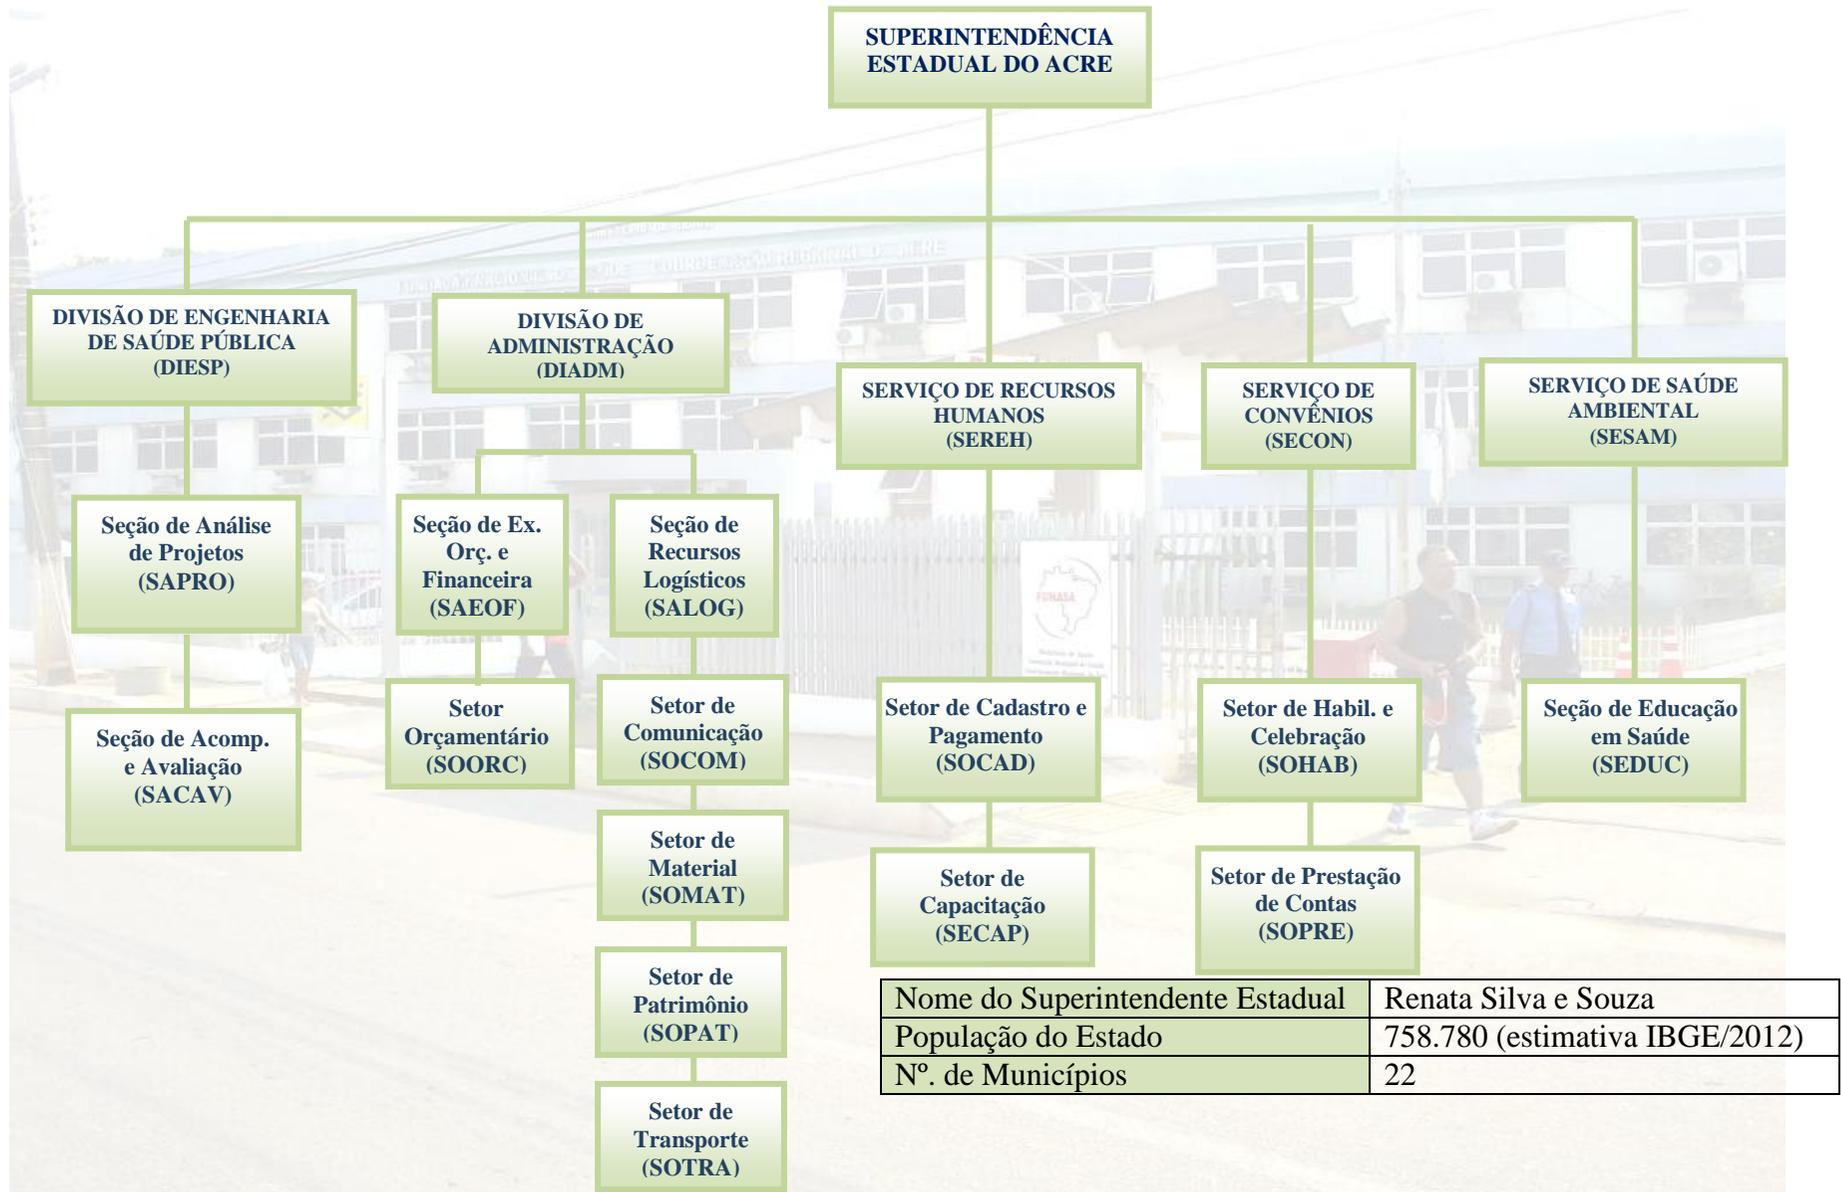 SUPERINTENDÊNCIA
ESTADUAL DO ACRE
DIVISÃO DE ENGENHARIA
DE SAÚDE PÚBLICA
(DIESP)
DIVISÃO DE
ADMINISTRAÇÃO
(DIADM)
SERVIÇO DE RECURSOS
HUMANOS
(SEREH)
SERVIÇO DE
CONVÊNIOS
(SECON)
SERVIÇO DE SAÚDE
AMBIENTAL
(SESAM)
Seção de Análise
de Projetos
(SAPRO)
Seção de Ex.
Orç. e
Financeira
(SAEOF)
Seção de
Recursos
Logísticos
(SALOG)
Seção de Acomp.
e Avaliação
(SACAV)
Setor
Orçamentário
(SOORC)
Setor de
Comunicação
(SOCOM)
Setor de Cadastro e
Pagamento
(SOCAD)
Setor de Habil. e
Celebração
(SOHAB)
Seção de Educação
em Saúde
(SEDUC)
Setor de
Material
(SOMAT)
Setor de
Capacitação
(SECAP)
Setor de Prestação
de Contas
(SOPRE)
Setor de
Patrimônio
(SOPAT)
Setor de
Transporte
(SOTRA)
Nome do Superintendente Estadual Renata Silva e Souza
População do Estado 758.780 (estimativa IBGE/2012)
Nº. de Municípios 22
FUNASA